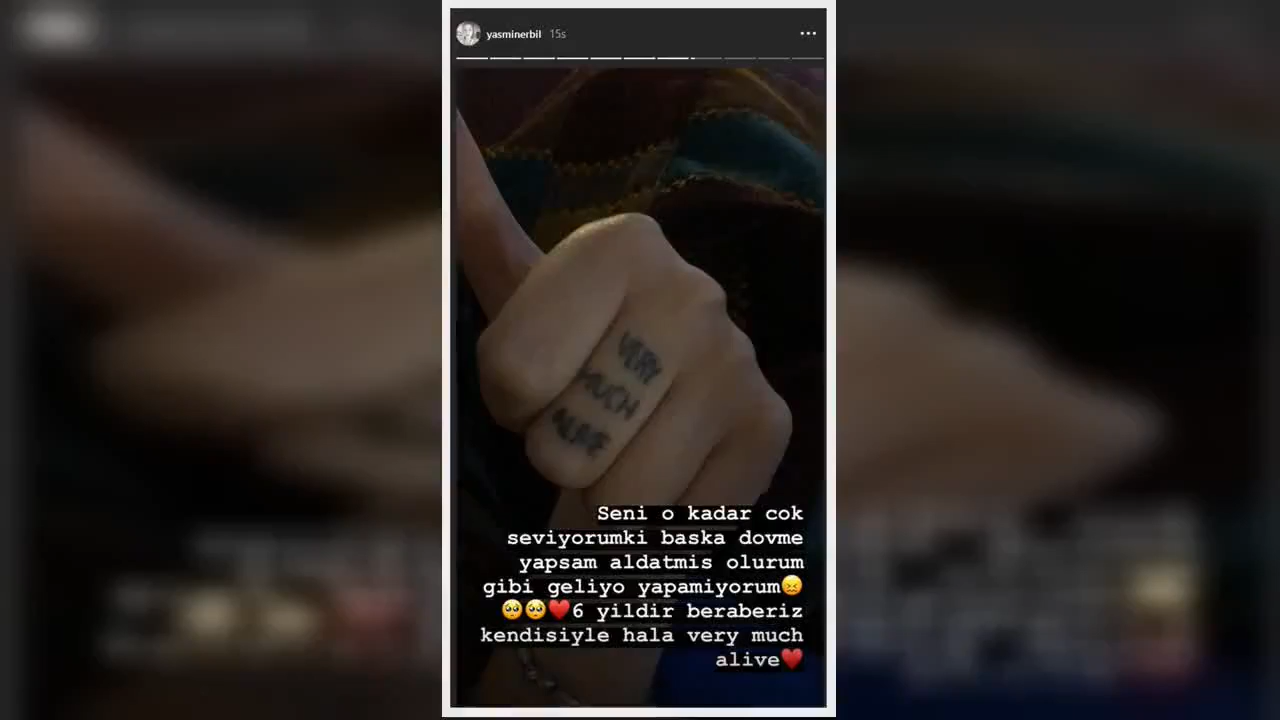 yasminerbil 15s
VERY
MUCH
ALIVE
Seni o kadar cok
seviyorumki baska dovme
yapsam aldatmis olurum
gibi geliyo yapamiyorum😖
🥺🥺❤️6 yildir beraberiz
kendisiyle hala very much
alive❤️